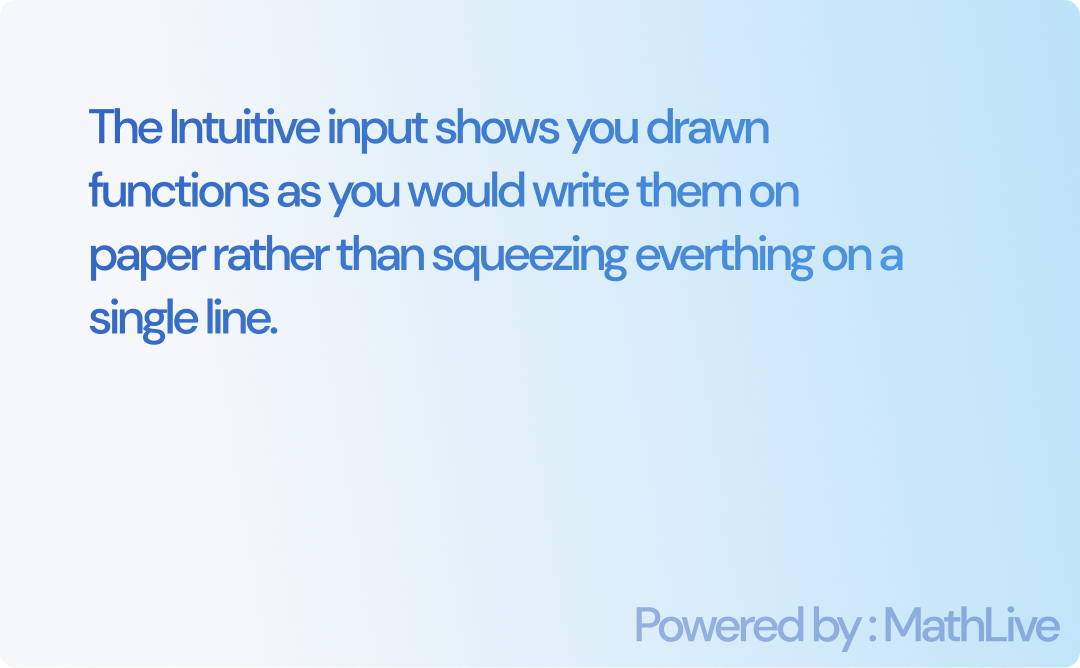 The Intuitive input shows you drawn
functions as you would write them on
paper rather than squeezing everthing on a
single line.
Powered by : MathLive